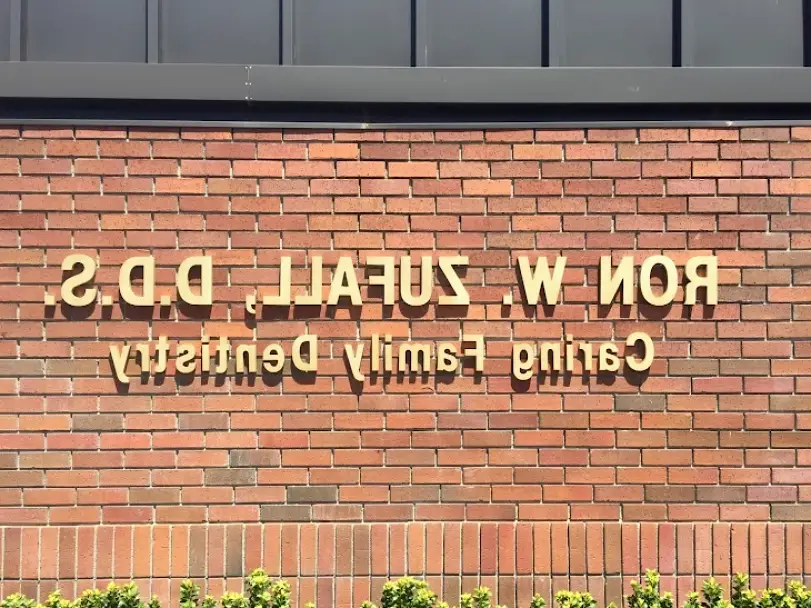 RON W. ZUFALL, D.D.S.
Caring Family Dentistry